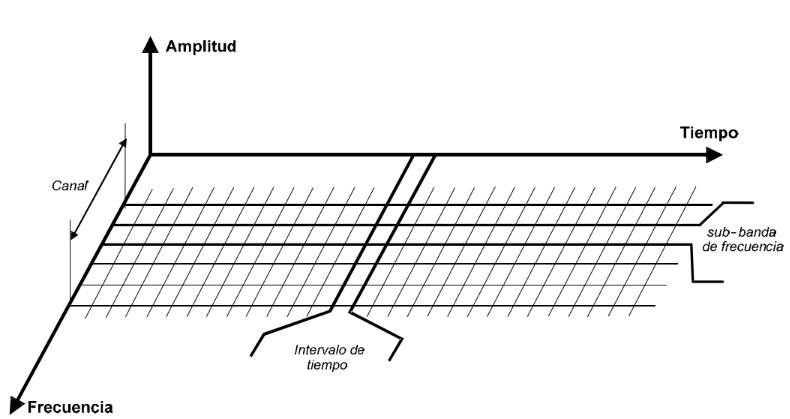 Amplitud
Tiempo
Canal
sub-banda
de frecuencia
Intervalo de
tiempo
Frecuencia